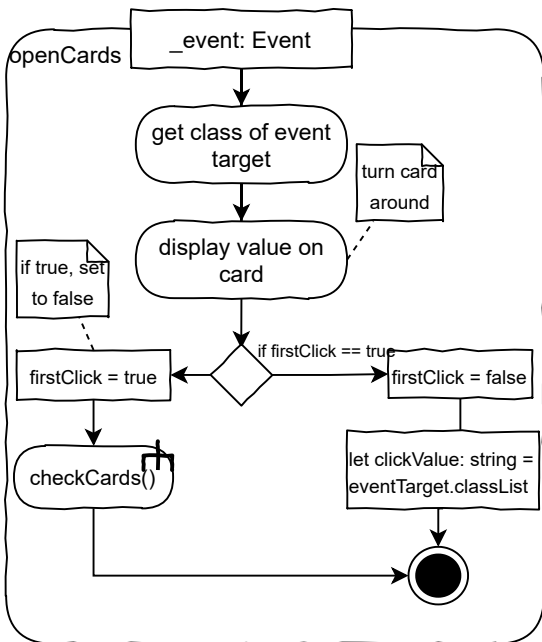 _event: Event
openCards
get class of event
target
turn card
around
display value on
card
if true, set
to false
if firstClick == true
firstClick = true
firstClick = false
let clickValue: string =
eventTarget.classList
checkCards()